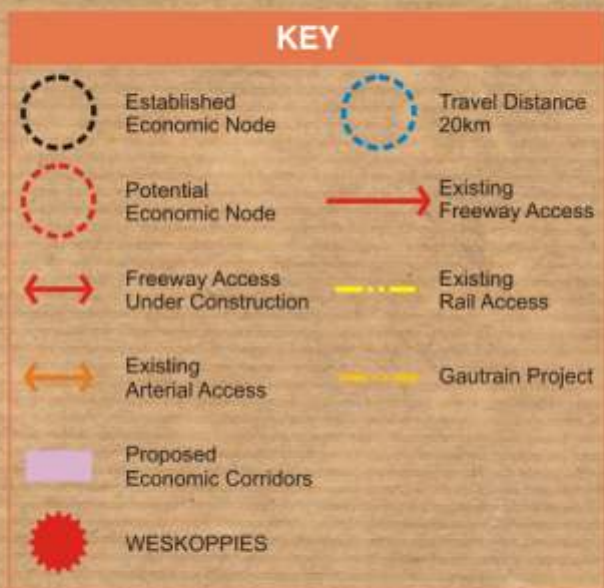 KEY
Established
Economic Node
Travel Distance
20km
Potential
Economic Node
Existing
Freeway Access
Freeway Access
Under Construction
Existing
Rail Access
Existing
Arterial Access
Gautrain Project
Proposed
Economic Corridors
WESKOPPIES